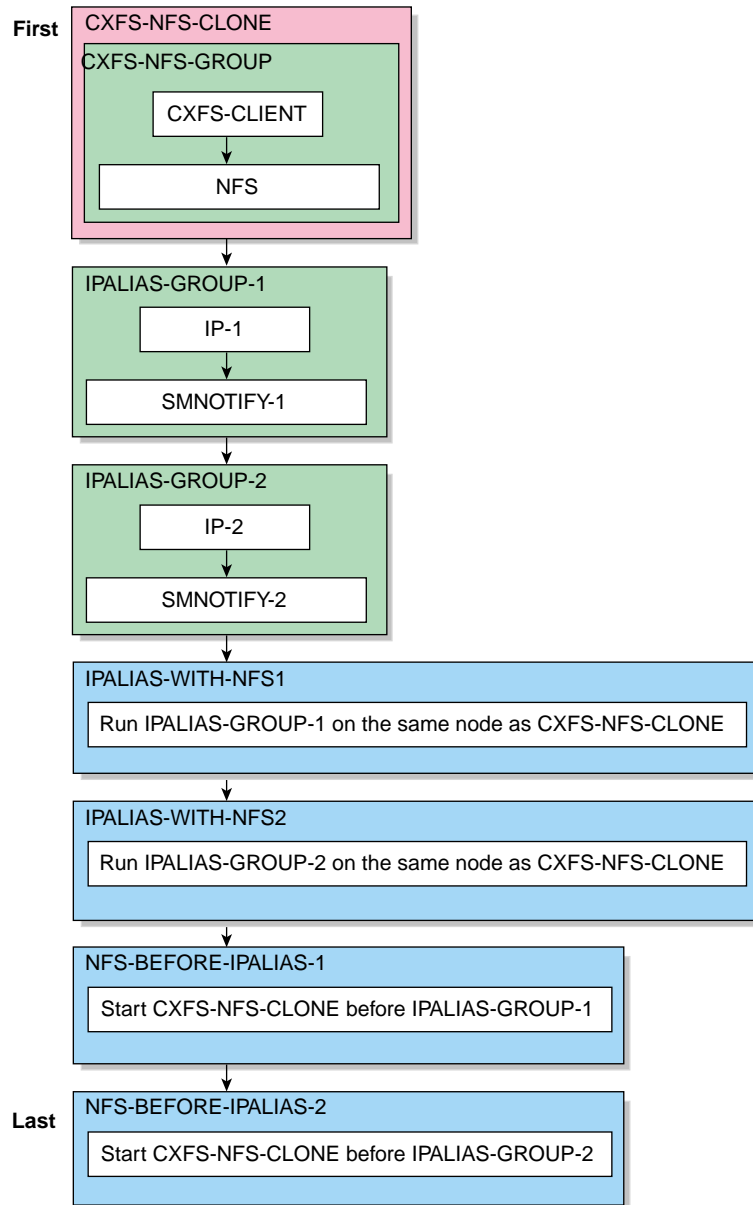 First
CXFS-NFS-CLONE
CXFS-NFS-GROUP
CXFS-CLIENT
NFS
IPALIAS-GROUP-1
IP-1
SMNOTIFY-1
IPALIAS-GROUP-2
IP-2
SMNOTIFY-2
IPALIAS-WITH-NFS1
Run IPALIAS-GROUP-1 on the same node as CXFS-NFS-CLONE
IPALIAS-WITH-NFS2
Run IPALIAS-GROUP-2 on the same node as CXFS-NFS-CLONE
NFS-BEFORE-IPALIAS-1
Start CXFS-NFS-CLONE before IPALIAS-GROUP-1
Last
NFS-BEFORE-IPALIAS-2
Start CXFS-NFS-CLONE before IPALIAS-GROUP-2